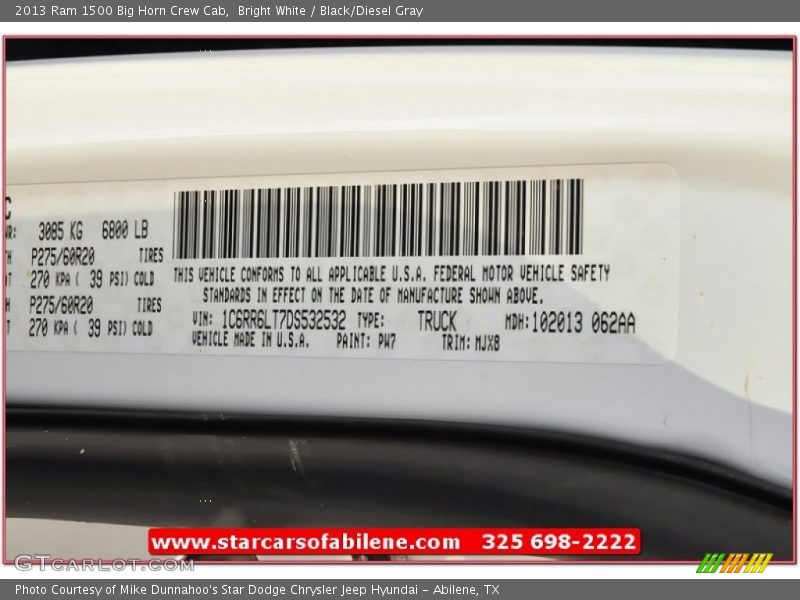 2013 Ram 1500 Big Horn Crew Cab,  Bright White / Black/Diesel Gray
C
3085 KG 6800 LB
P275/60R20 TIRES
270 KPA ( 39 PSI) COLD
P275/60R20 TIRES
270 KPA ( 39 PSI) COLD
THIS VEHICLE CONFORMS TO ALL APPLICABLE U.S.A. FEDERAL MOTOR VEHICLE SAFETY
STANDARDS IN EFFECT ON THE DATE OF MANUFACTURE SHOWN ABOVE.
VIN: 1C6RR6LT7DS532532 TYPE: TRUCK MDH:102013 062AA
VEHICLE MADE IN U.S.A. PAINT: PW7 TRIM: MJX8
www.starcarsofabilene.com 325 698-2222
GTCARLOT.COM
Photo Courtesy of Mike Dunnahoo's Star Dodge Chrysler Jeep Hyundai - Abilene, TX